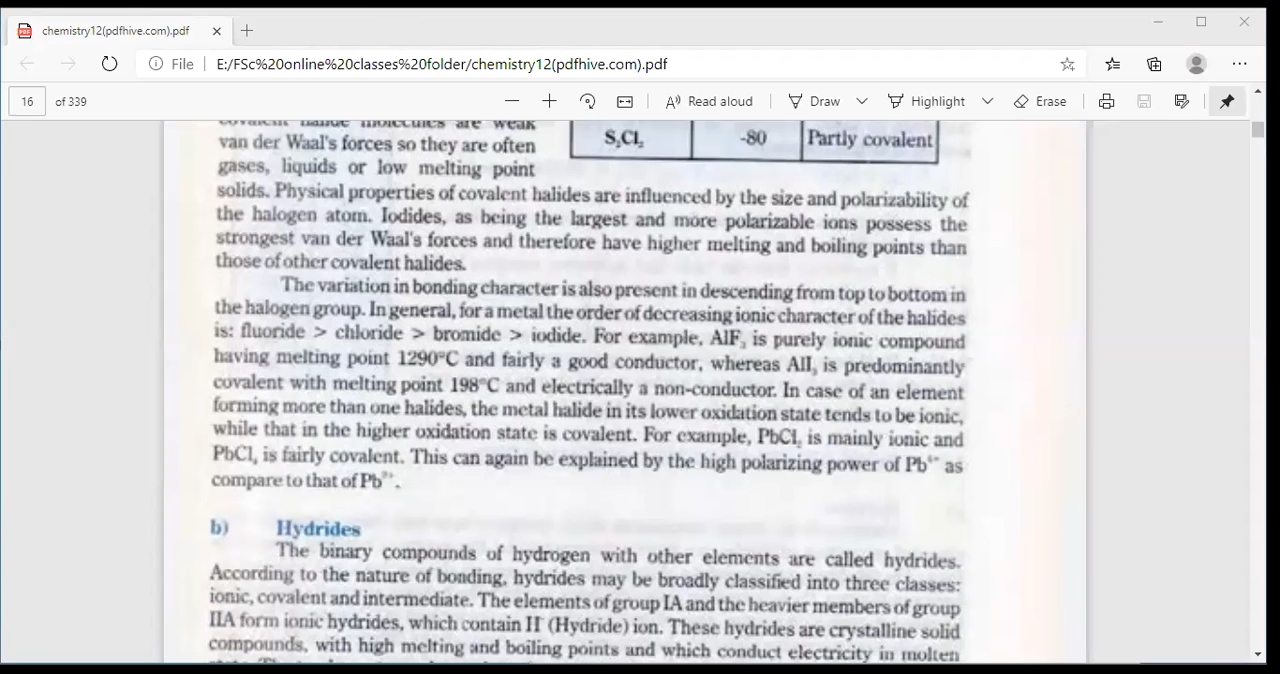 chemistry12(pdfhive.com).pdf
File E:/FSc%20online%20classes%20folder/chemistry12(pdfhive.com).pdf
16 of 339 Read aloud Draw Highlight Erase
covalent halide molecules are weak
van der Waal's forces so they are often
gases, liquids or low melting point
S₂Cl₂ -80 Partly covalent
solids. Physical properties of covalent halides are influenced by the size and polarizability of
the halogen atom. Iodides, as being the largest and more polarizable ions possess the
strongest van der Waal's forces and therefore have higher melting and boiling points than
those of other covalent halides.
The variation in bonding character is also present in descending from top to bottom in
the halogen group. In general, for a metal the order of decreasing ionic character of the halides
is: fluoride > chloride > bromide > iodide. For example, AlF₃ is purely ionic compound
having melting point 1290°C and fairly a good conductor, whereas AlI₃ is predominantly
covalent with melting point 198°C and electrically a non-conductor. In case of an element
forming more than one halides, the metal halide in its lower oxidation state tends to be ionic,
while that in the higher oxidation state is covalent. For example, PbCl₂ is mainly ionic and
PbCl₄ is fairly covalent. This can again be explained by the high polarizing power of Pb⁴⁺ as
compare to that of Pb²⁺.
b) Hydrides
The binary compounds of hydrogen with other elements are called hydrides.
According to the nature of bonding, hydrides may be broadly classified into three classes:
ionic, covalent and intermediate. The elements of group IA and the heavier members of group
IIA form ionic hydrides, which contain H⁻ (Hydride) ion. These hydrides are crystalline solid
compounds, with high melting and boiling points and which conduct electricity in molten